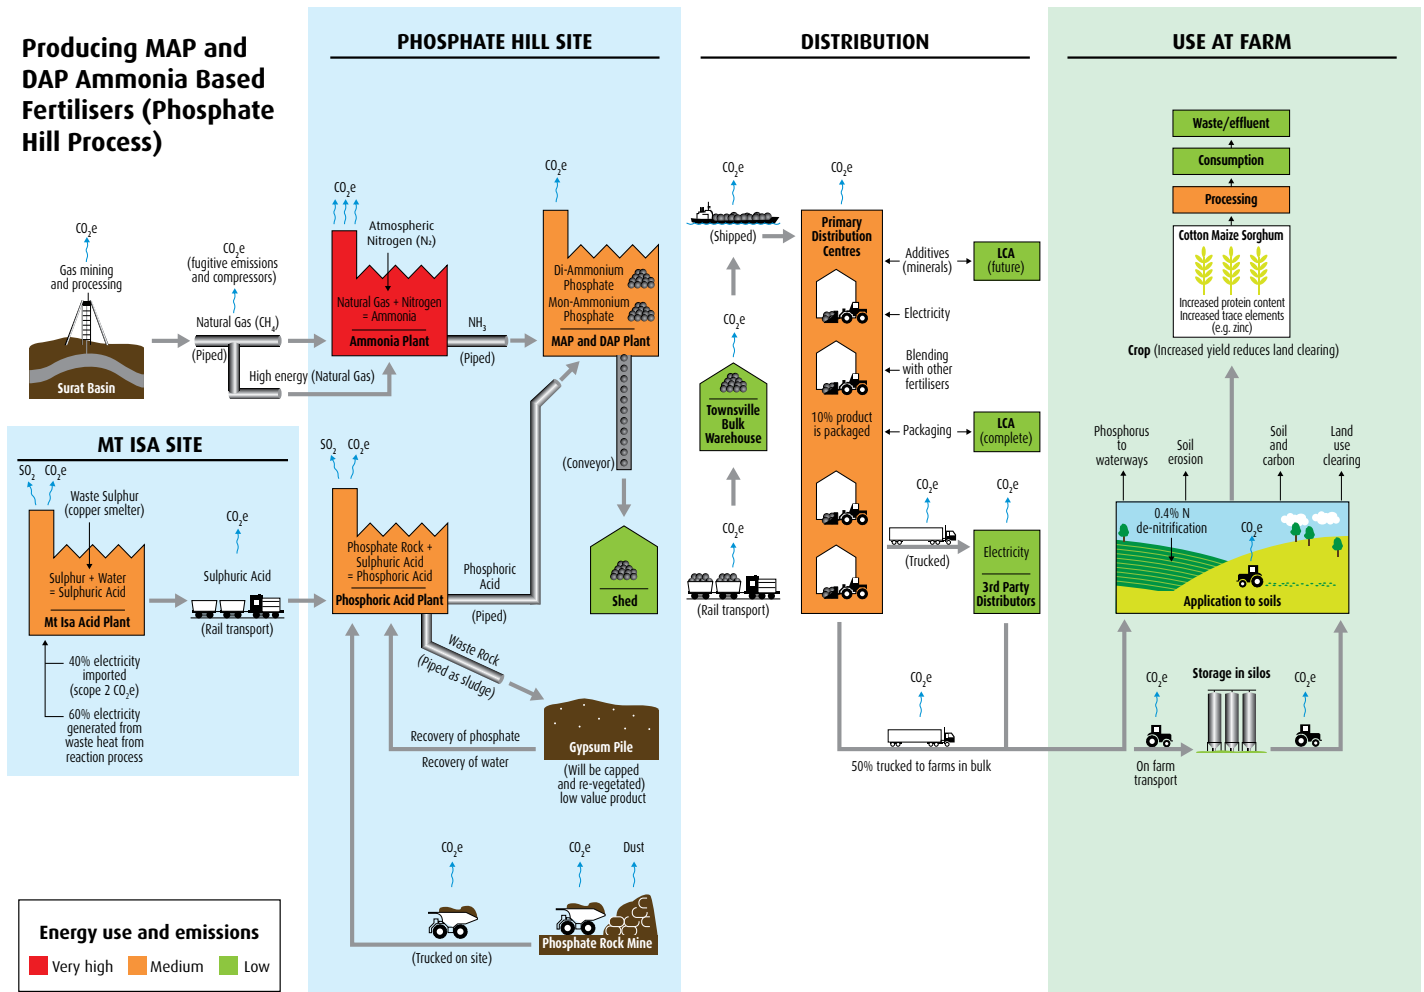 Producing MAP and
DAP Ammonia Based
Fertilisers (Phosphate
Hill Process)
CO₂e
Gas mining
and processing
Surat Basin
CO₂e
(fugitive emissions
and compressors)
Natural Gas (CH₄)
(Piped)
High energy (Natural Gas)
MT ISA SITE
SO₂
CO₂e
Waste Sulphur
(copper smelter)
Sulphur + Water
= Sulphuric Acid
Mt Isa Acid Plant
40% electricity
imported
(scope 2 CO₂e)
60% electricity
generated from
waste heat from
reaction process
CO₂e
Sulphuric Acid
(Rail transport)
Energy use and emissions
Very high
Medium
Low
PHOSPHATE HILL SITE
CO₂e
Atmospheric
Nitrogen (N₂)
Natural Gas + Nitrogen
= Ammonia
Ammonia Plant
NH₃
(Piped)
CO₂e
Di-Ammonium
Phosphate
Mon-Ammonium
Phosphate
MAP and DAP Plant
(Conveyor)
Shed
SO₂
CO₂e
Phosphate Rock +
Sulphuric Acid
= Phosphoric Acid
Phosphoric Acid Plant
Phosphoric
Acid
(Piped)
Waste Rock
(Piped as sludge)
Recovery of phosphate
Recovery of water
Gypsum Pile
(Will be capped
and re-vegetated)
low value product
CO₂e
(Trucked on site)
CO₂e
Dust
Phosphate Rock Mine
DISTRIBUTION
CO₂e
(Shipped)
CO₂e
Townsville
Bulk
Warehouse
CO₂e
(Rail transport)
CO₂e
Primary
Distribution
Centres
10% product
is packaged
Additives
(minerals)
LCA
(future)
Electricity
Blending
with other
fertilisers
Packaging
LCA
(complete)
CO₂e
(Trucked)
CO₂e
Electricity
3rd Party
Distributors
CO₂e
50% trucked to farms in bulk
USE AT FARM
Waste/effluent
Consumption
Processing
Cotton Maize Sorghum
Increased protein content
Increased trace elements
(e.g. zinc)
Crop (Increased yield reduces land clearing)
Phosphorus
to
waterways
Soil
erosion
Soil
and
carbon
Land
use
clearing
0.4% N
de-nitrification
CO₂e
Application to soils
CO₂e
On farm
transport
Storage in silos
CO₂e